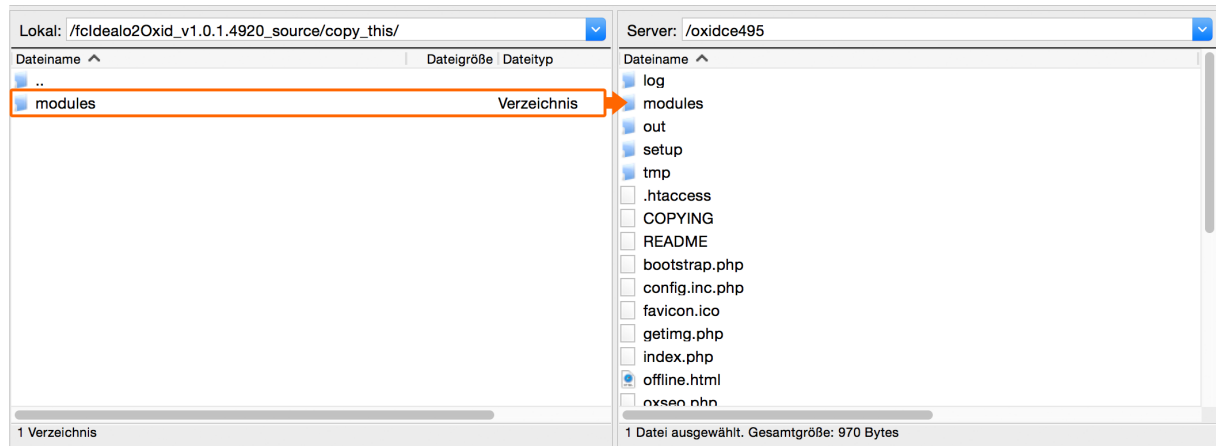 Lokal: /fcIdealo2Oxid_v1.0.1.4920_source/copy_this/
Dateiname Dateigröße Dateityp
..
modules Verzeichnis
1 Verzeichnis
Server: /oxidce495
Dateiname
log
modules
out
setup
tmp
.htaccess
COPYING
README
bootstrap.php
config.inc.php
favicon.ico
getimg.php
index.php
offline.html
oxseo.php
1 Datei ausgewählt. Gesamtgröße: 970 Bytes